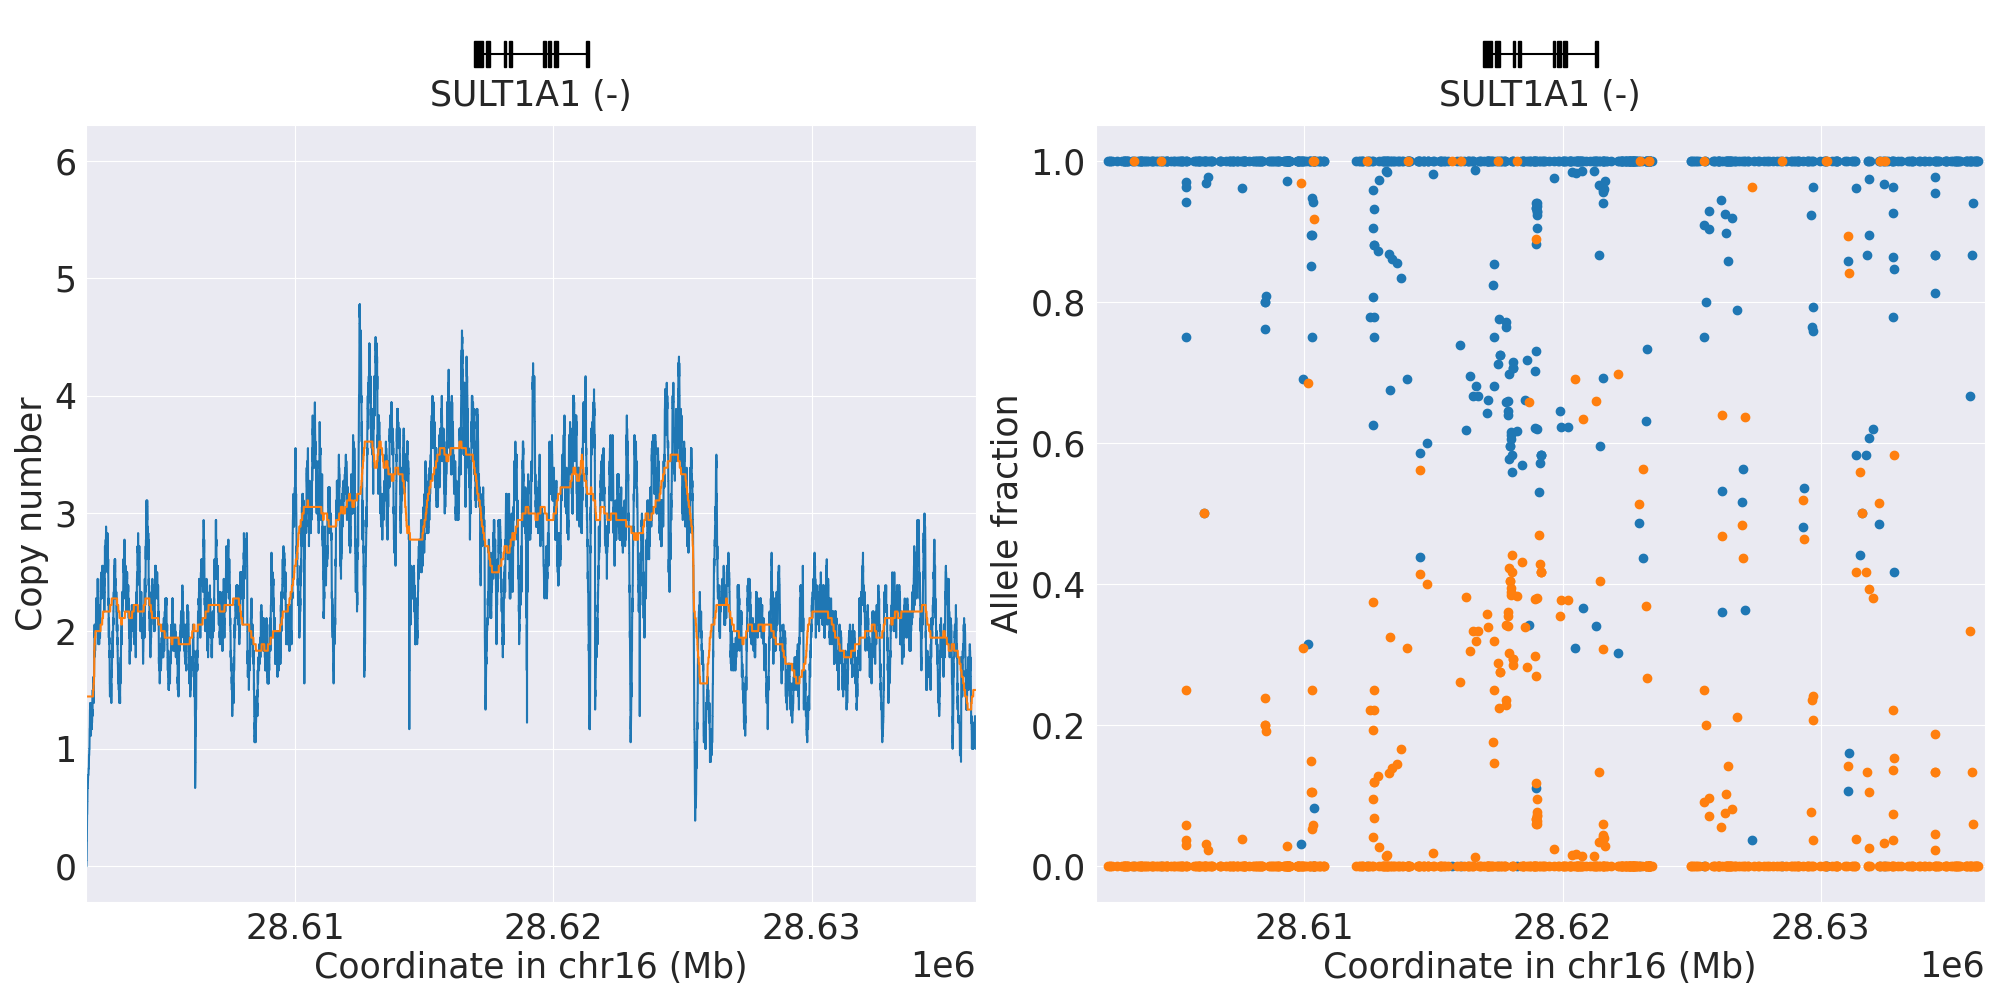 SULT1A1 (-)
6
5
4
3
2
1
0
Copy number
28.61
28.62
28.63
Coordinate in chr16 (Mb)
1e6
SULT1A1 (-)
1.0
0.8
0.6
0.4
0.2
0.0
Allele fraction
28.61
28.62
28.63
Coordinate in chr16 (Mb)
1e6